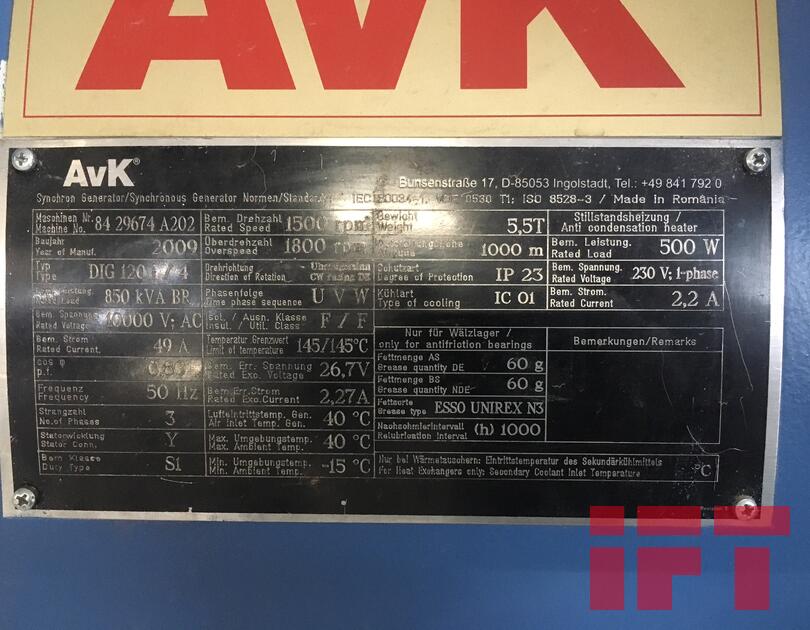 AvK
AvK®
Bunsenstraße 17, D-85053 Ingolstadt, Tel.: +49 841 792 0
Synchron Generator/Synchronous Generator Normen/Standards IEC 60034-1; VDE 0530 T1; ISO 8528-3 / Made in România
Maschinen Nr.
Machine No. 84 29674 A202
Baujahr
Year of Manuf. 2009
Typ
Type DIG 120
Rated Load 850 kVA BR
Bem. Spannung
Rated Voltage 10000 V; AC
Bem. Strom
Rated Current. 49 A
cos φ
p.f.
Frequenz
Frequency 50 Hz
Strangzahl
No.of Phases 3
Statorwicklung
Stator Conn. Y
Bem Klasse
Duty Type S1
Bem. Drehzahl
Rated Speed 1500 rpm
Überdrehzahl
Overspeed 1800 rpm
Drehrichtung
Direction of Rotation
Phasenfolge
Time phase sequence U V W
Isol. / Ausn. Klasse
Insul. / Util. Class F / F
Temperatur Grenzwert
Limit of temperature 145/145°C
Bem. Err. Spannung
Rated Exc. Voltage 26,7V
Bem.Err.Strom
Rated Exc.Current 2,27A
Lufteintrittstemp. Gen.
Air Inlet Temp. Gen. 40 °C
Max. Umgebungstemp.
Max. Ambient Temp. 40 °C
Min. Umgebungstemp.
Min. Ambient Temp. -15 °C
Gewicht
Weight 5,5T
1000 m
Schutzart
Degree of Protection IP 23
Kühlart
Type of cooling IC 01
Stillstandsheizung /
Anti condensation heater
Bem. Leistung.
Rated Load 500 W
Bem. Spannung.
Rated Voltage 230 V; 1-phase
Bem. Strom.
Rated Current 2,2 A
Nur für Wälzlager /
only for antifriction bearings
Fettmenge AS
Grease quantity DE 60 g
Fettmenge BS
Grease quantity NDE 60 g
Fettsorte
Grease type ESSO UNIREX N3
Nachschmierintervall
Relubrication Interval (h) 1000
Bemerkungen/Remarks
Nur bei Wärmetauschern: Eintrittstemperatur des Sekundärkühlmittels
For Heat Exchangers only: Secondary Coolant Inlet Temperature °C
iFT